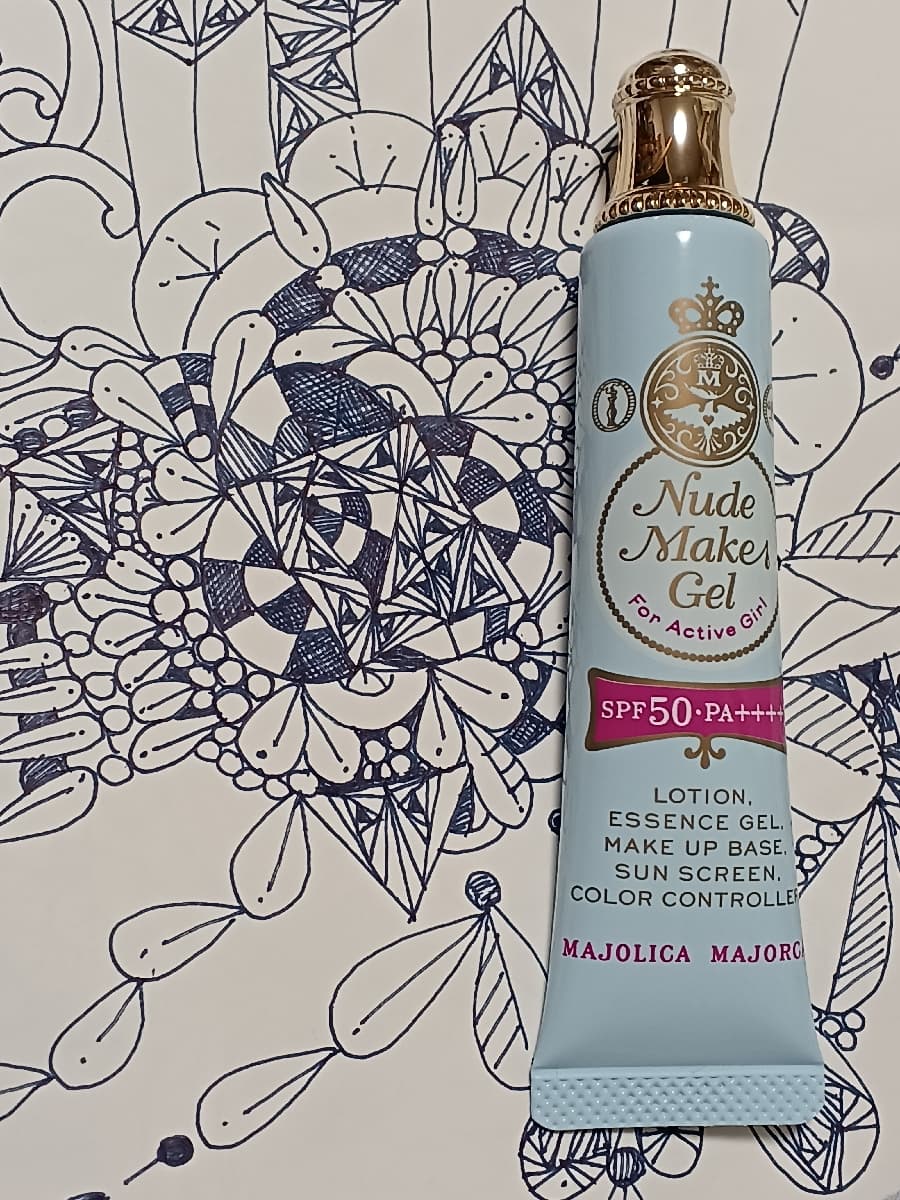 M
Nude
Make
Gel
For Active Girl
SPF50·PA++++
LOTION,
ESSENCE GEL,
MAKE UP BASE,
SUN SCREEN,
COLOR CONTROLLER
MAJOLICA MAJORCA